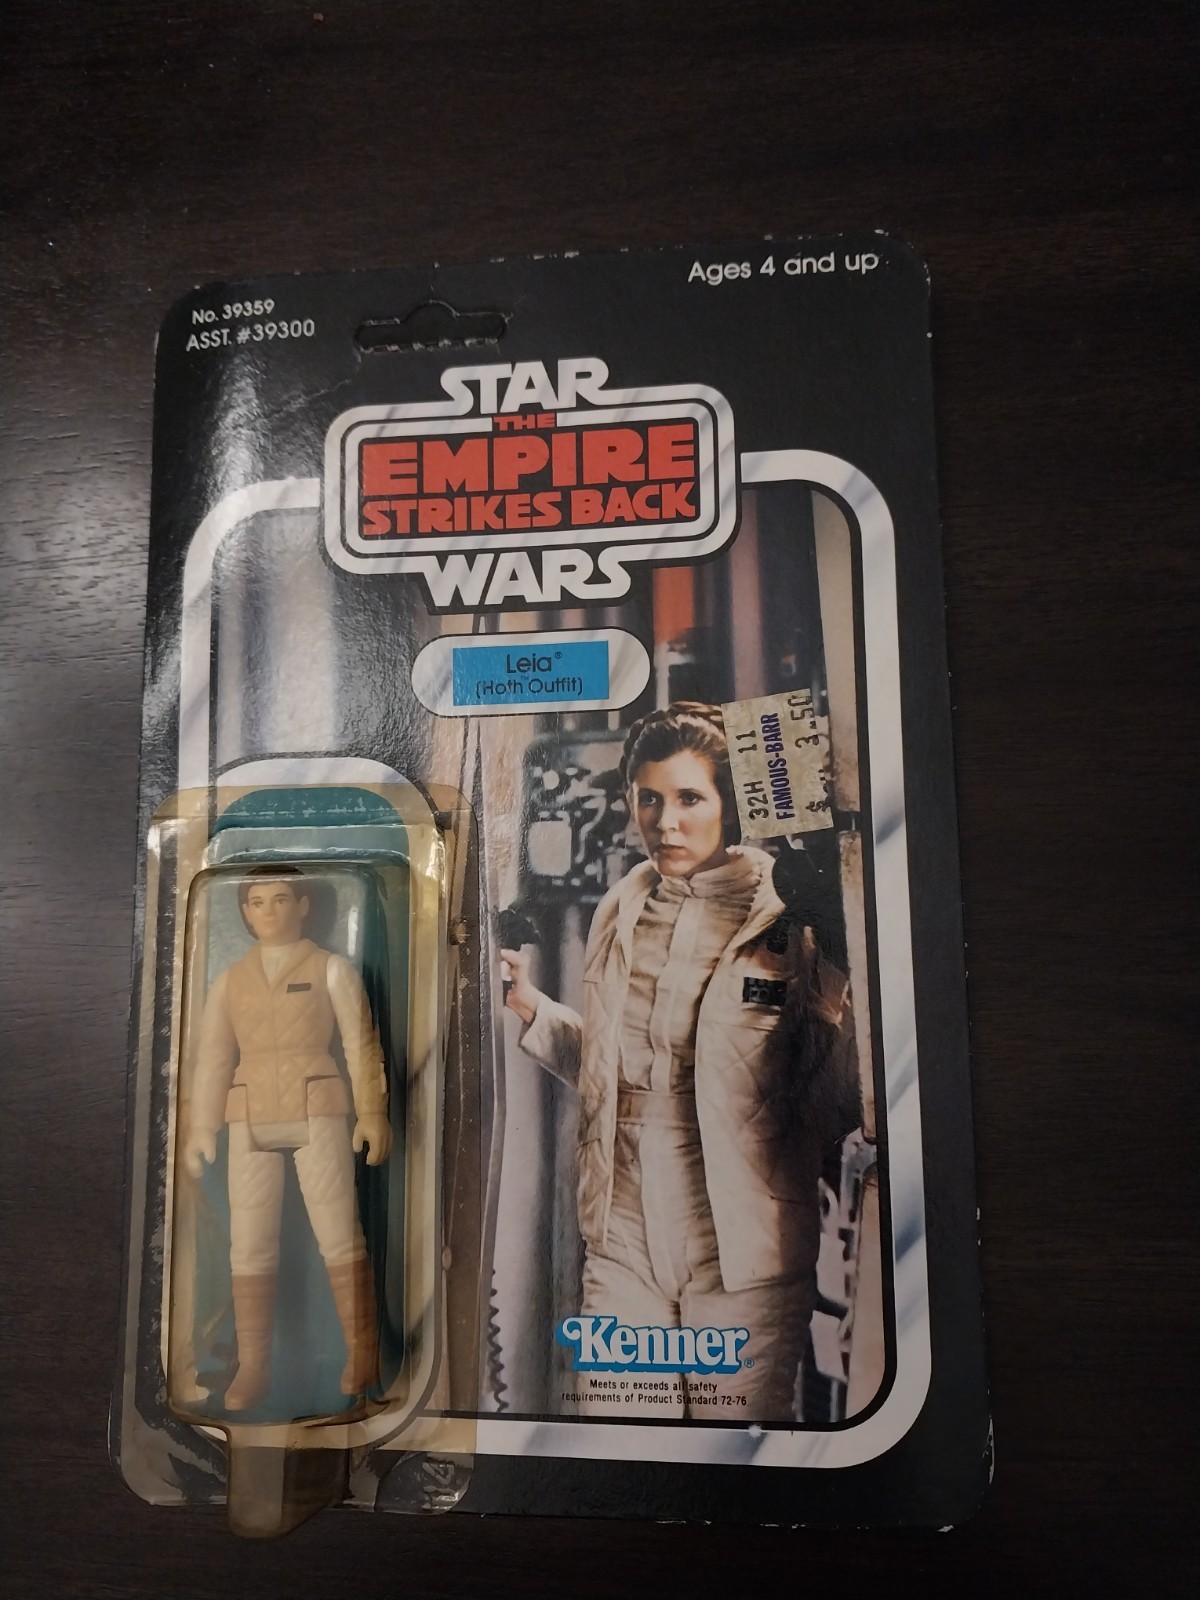 No. 39359
ASST. #39300
Ages 4 and up
STAR
THE
EMPIRE
STRIKES BACK
WARS
Leia®
(Hoth Outfit)
32H 11
FAMOUS-BARR
3.50
Kenner®
Meets or exceeds all safety
requirements of Product Standard 72-76